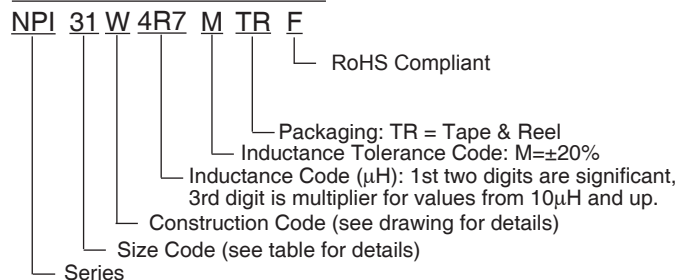 NPI 31 W 4R7 M TR F
RoHS Compliant
Packaging: TR = Tape & Reel
Inductance Tolerance Code: M=±20%
Inductance Code (μH): 1st two digits are significant,
3rd digit is multiplier for values from 10μH and up.
Construction Code (see drawing for details)
Size Code (see table for details)
Series